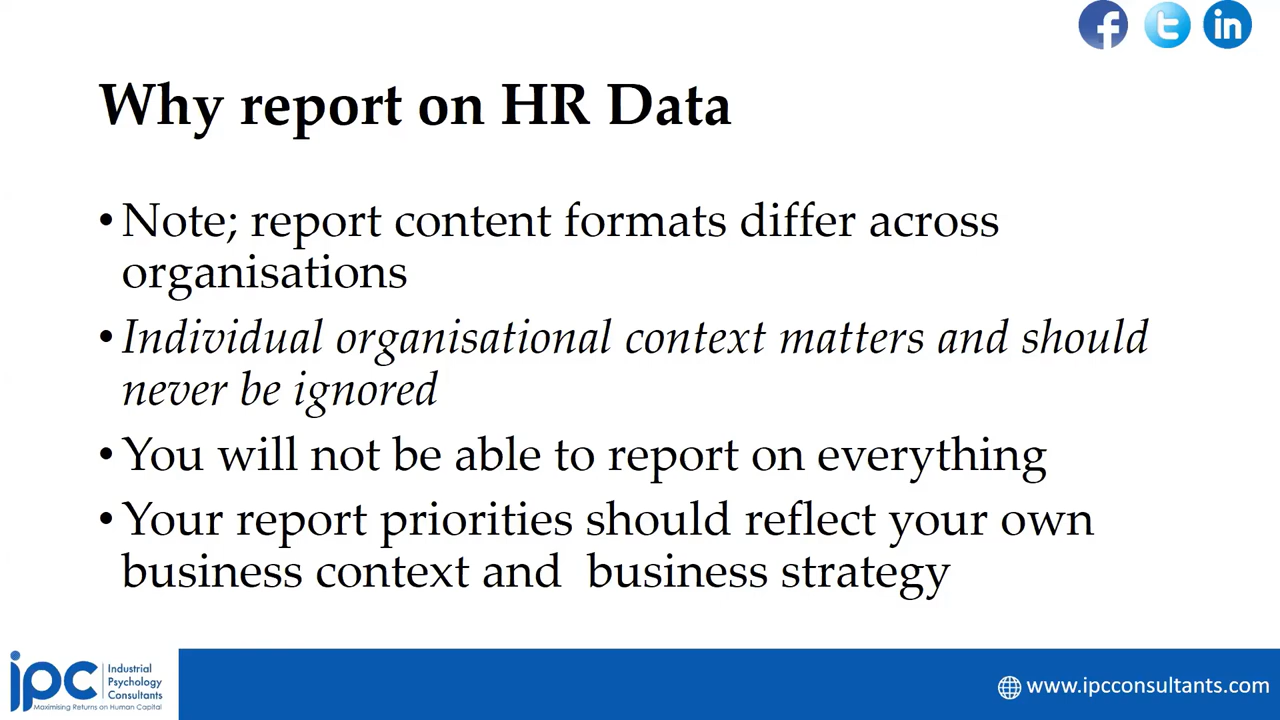 Why report on HR Data
• Note; report content formats differ across
organisations
• Individual organisational context matters and should
never be ignored
• You will not be able to report on everything
• Your report priorities should reflect your own
business context and  business strategy
ipc
Industrial
Psychology
Consultants
Maximising Returns on Human Capital
www.ipcconsultants.com